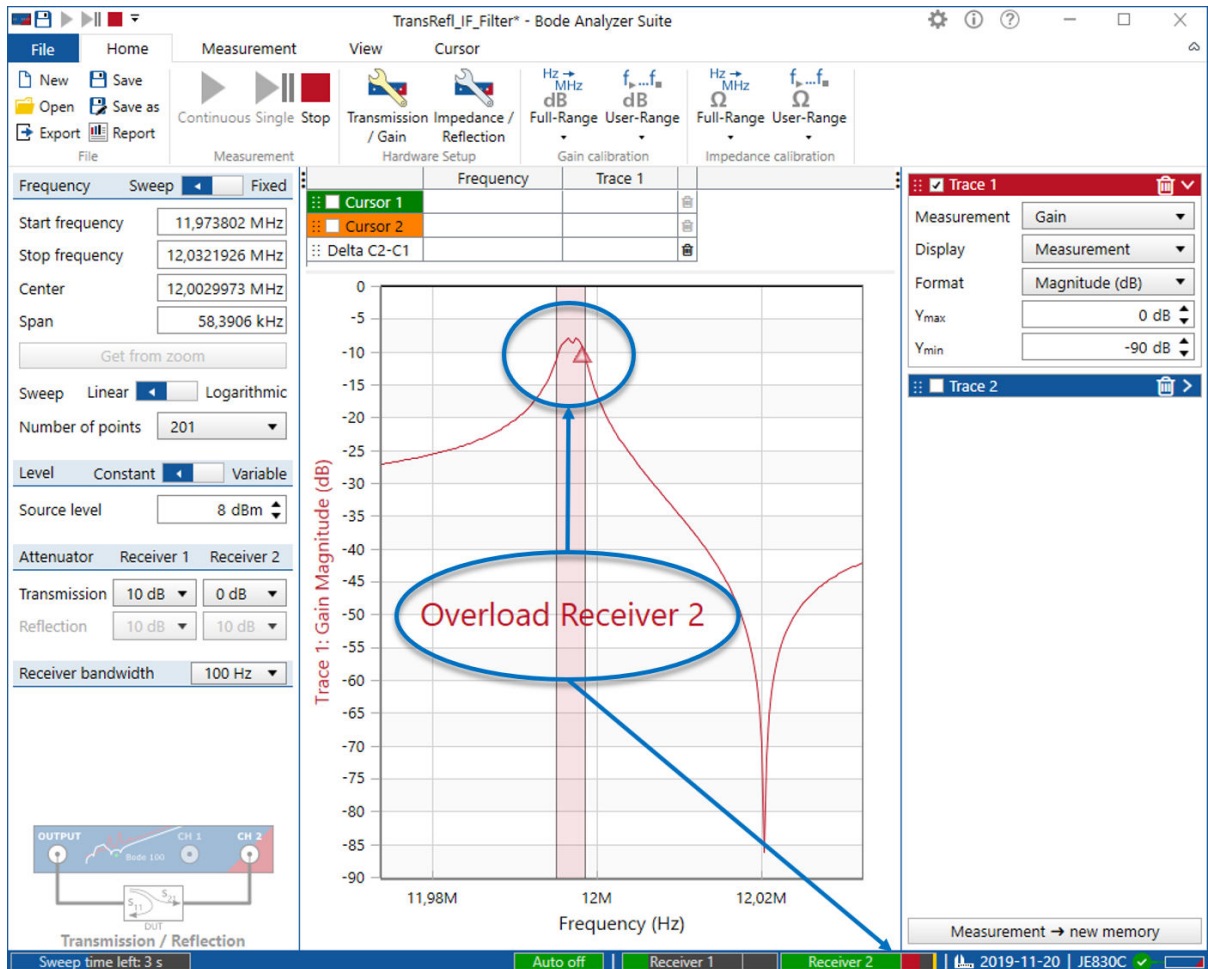 TransRefl_IF_Filter* - Bode Analyzer Suite
File Home Measurement View Cursor
New Save
Open Save as
Export Report
File
Continuous Single Stop
Measurement
Transmission / Gain
Impedance / Reflection
Hardware Setup
Hz → MHz
dB
Full-Range
f...f
dB
User-Range
Gain calibration
Hz → MHz
Ω
Full-Range
f...f
Ω
User-Range
Impedance calibration
Frequency Sweep Fixed
Start frequency 11,973802 MHz
Stop frequency 12,0321926 MHz
Center 12,0029973 MHz
Span 58,3906 kHz
Get from zoom
Sweep Linear Logarithmic
Number of points 201
Level Constant Variable
Source level 8 dBm
Attenuator Receiver 1 Receiver 2
Transmission 10 dB 0 dB
Reflection 10 dB 10 dB
Receiver bandwidth 100 Hz
OUTPUT CH 1 CH 2
Bode 100
S11 S21
DUT
Transmission / Reflection
Frequency Trace 1
Cursor 1
Cursor 2
Delta C2-C1
Trace 1: Gain Magnitude (dB)
0
-5
-10
-15
-20
-25
-30
-35
-40
-45
-50
-55
-60
-65
-70
-75
-80
-85
-90
Overload Receiver 2
11,98M 12M 12,02M
Frequency (Hz)
Trace 1
Measurement Gain
Display Measurement
Format Magnitude (dB)
Ymax 0 dB
Ymin -90 dB
Trace 2
Measurement → new memory
Sweep time left: 3 s Auto off Receiver 1 Receiver 2 2019-11-20 | JE830C